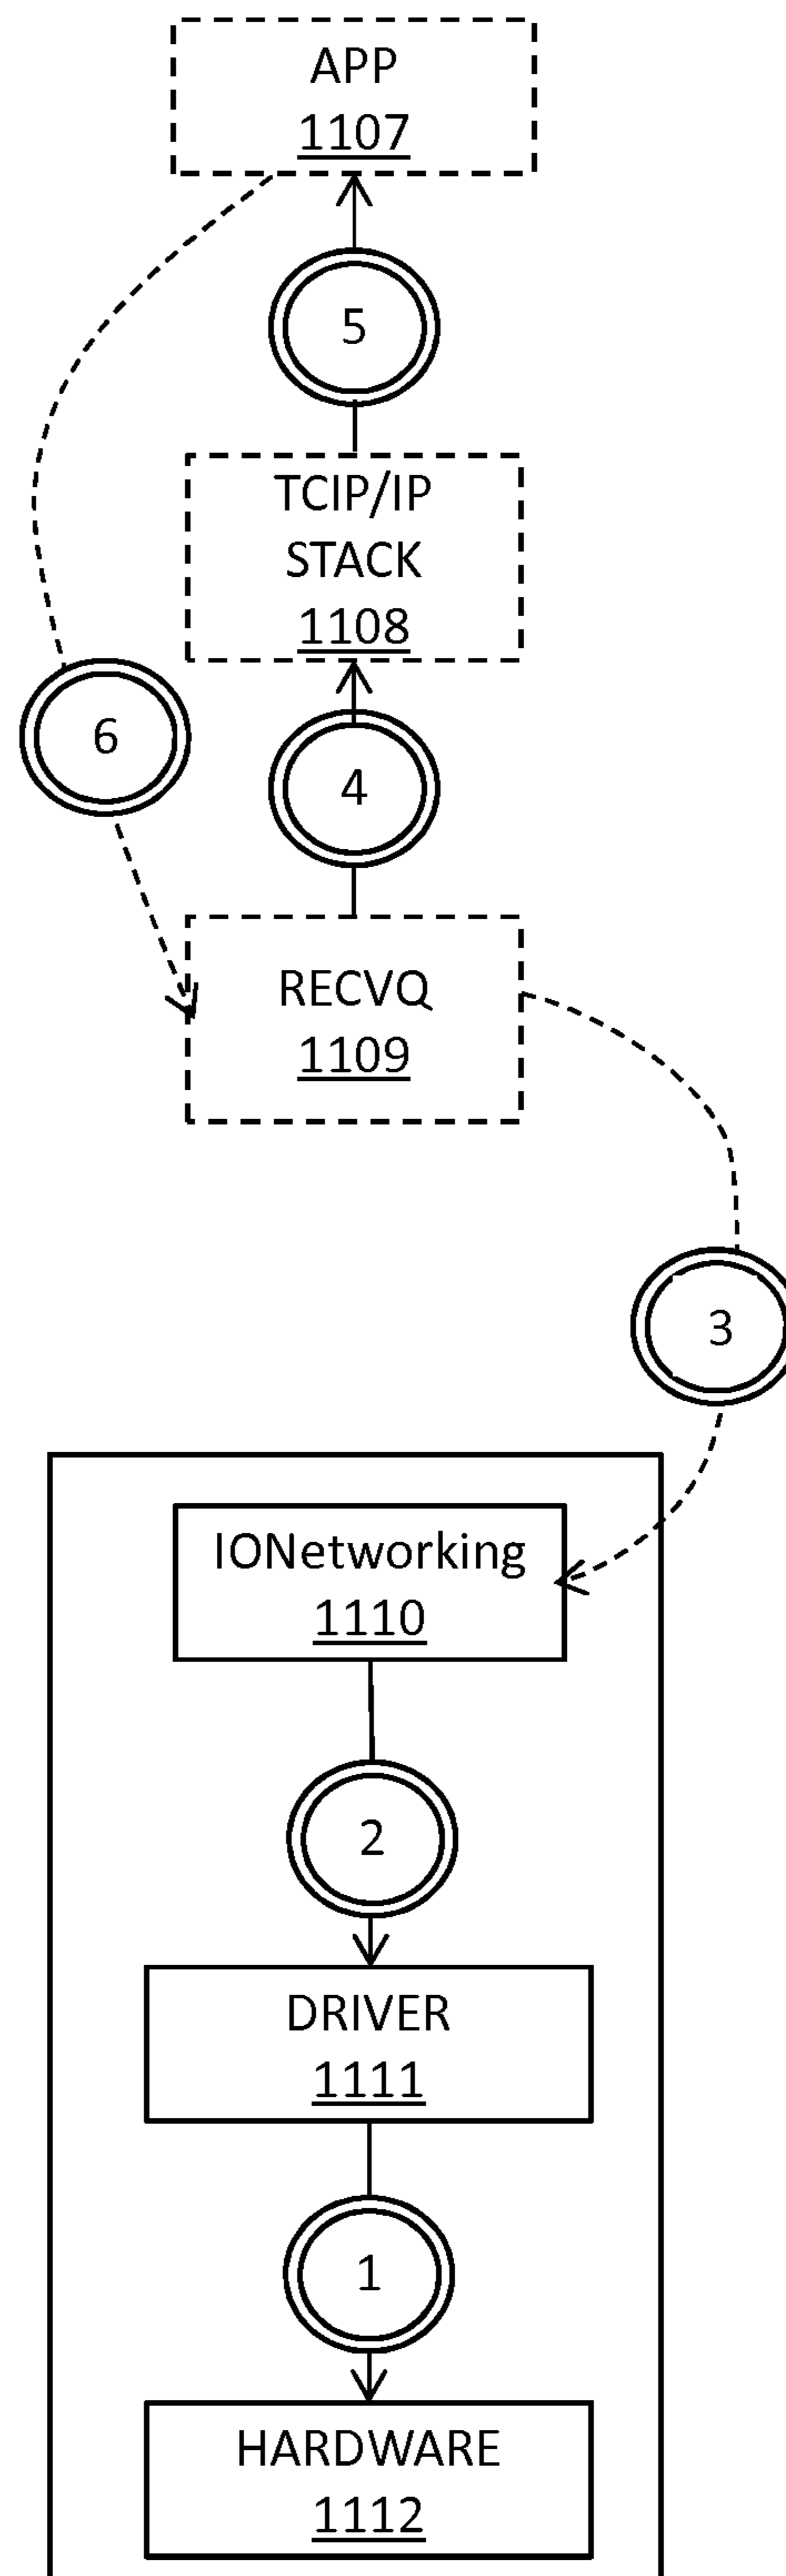 APP
1107
5
TCIP/IP
STACK
1108
6
4
RECVQ
1109
3
IONetworking
1110
2
DRIVER
1111
1
HARDWARE
1112